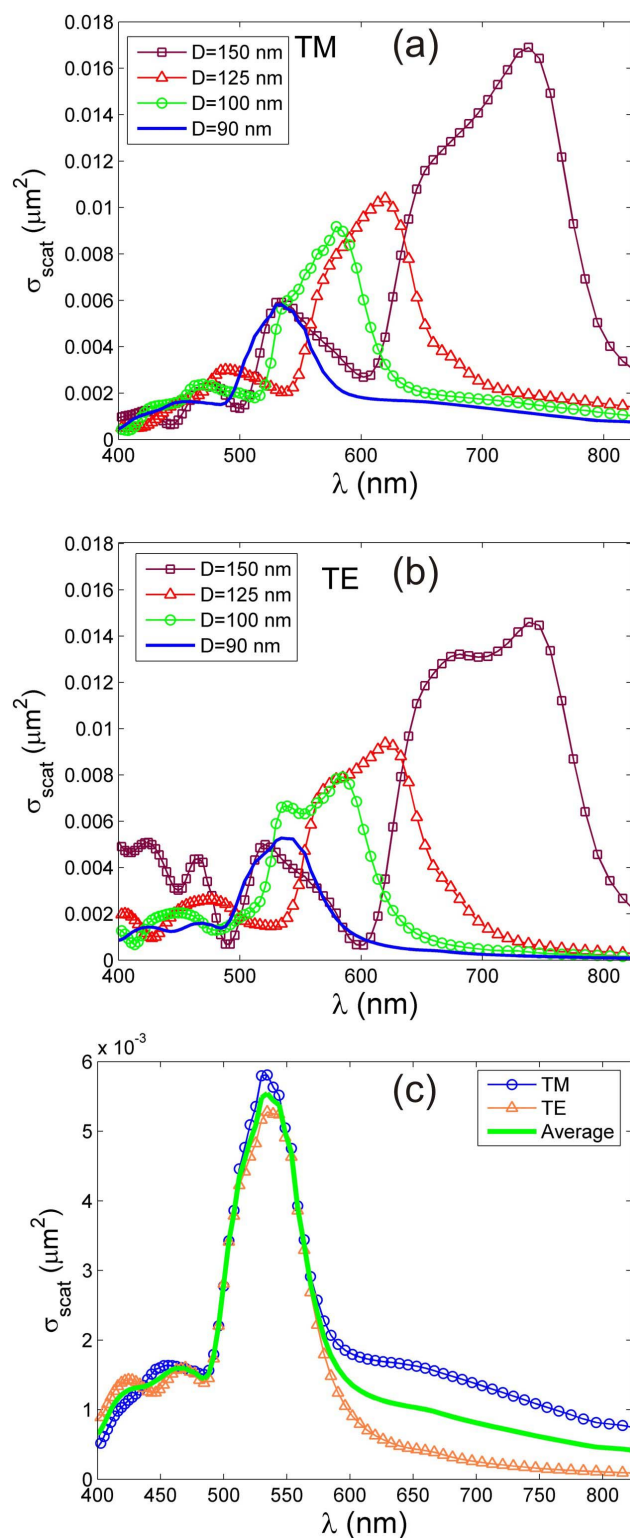 TM (a)
D=150 nm
D=125 nm
D=100 nm
D=90 nm
0.018
0.016
0.014
0.012
0.01
0.008
0.006
0.004
0.002
0
σscat (μm²)
400 500 600 700 800
λ (nm)
TE (b)
D=150 nm
D=125 nm
D=100 nm
D=90 nm
0.018
0.016
0.014
0.012
0.01
0.008
0.006
0.004
0.002
0
σscat (μm²)
400 500 600 700 800
λ (nm)
x 10⁻³
(c)
TM
TE
Average
6
5
4
3
2
1
0
σscat (μm²)
400 450 500 550 600 650 700 750 800
λ (nm)